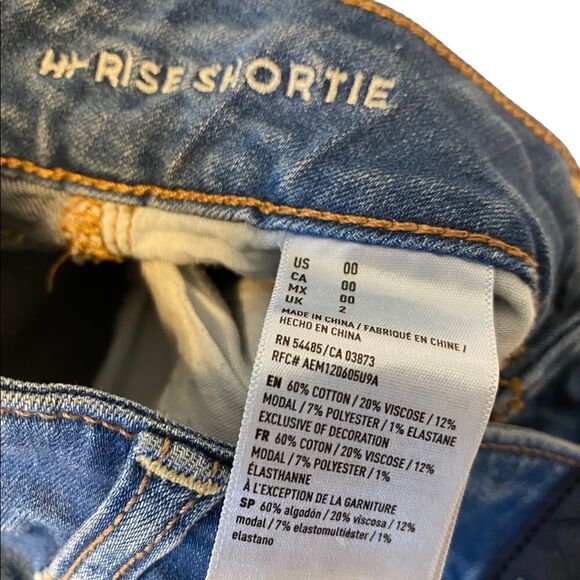 HY-RISE SHORTIE
US 00
CA 00
MX 00
UK 2
MADE IN CHINA / FABRIQUÉ EN CHINE /
HECHO EN CHINA
RN 54485/CA 03873
RFC# AEM120605U9A
EN 60% COTTON / 20% VISCOSE / 12%
MODAL / 7% POLYESTER / 1% ELASTANE
EXCLUSIVE OF DECORATION
FR 60% COTON / 20% VISCOSE / 12%
MODAL / 7% POLYESTER / 1%
ÉLASTHANNE
À L'EXCEPTION DE LA GARNITURE
SP 60% algodón / 20% viscosa / 12%
modal / 7% elastomultiéster / 1%
elastano